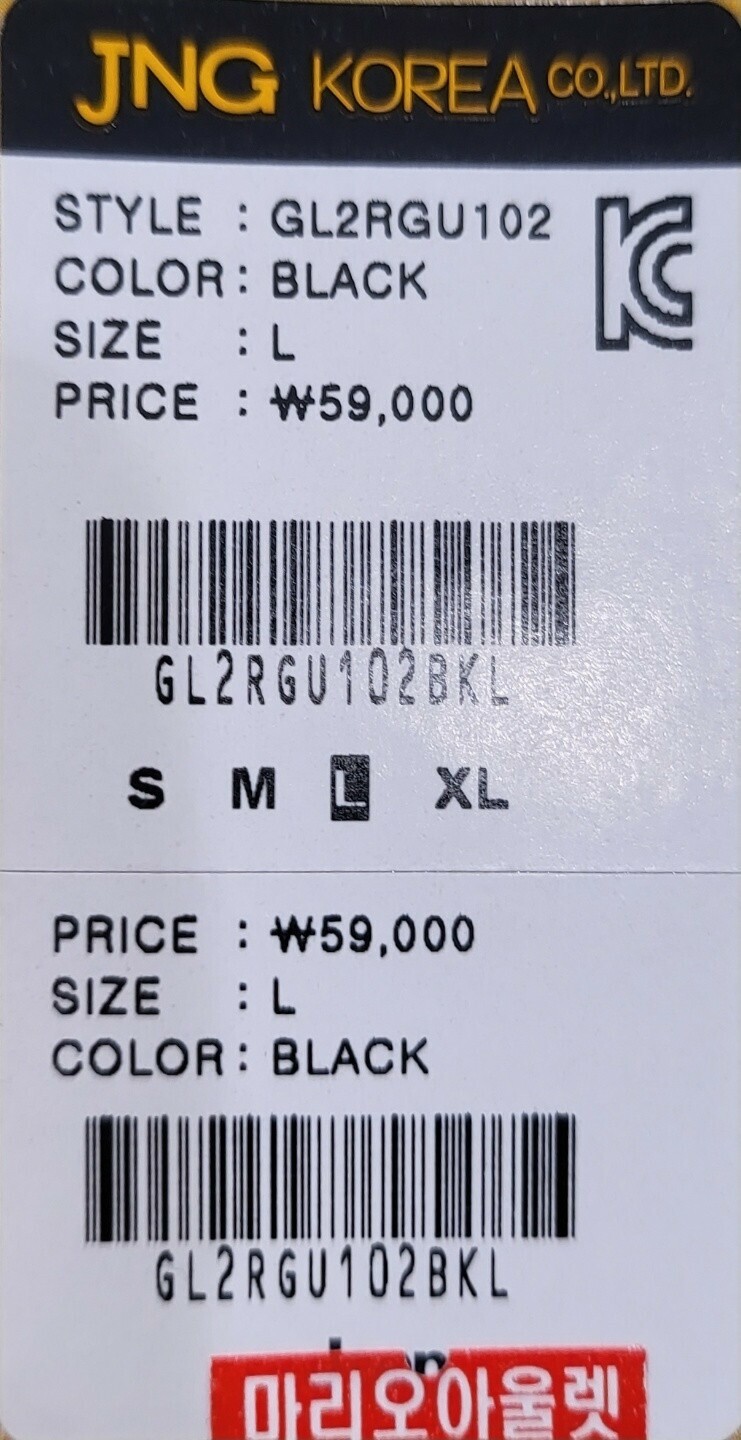 JNG KOREA CO.,LTD.
STYLE : GL2RGU102
COLOR : BLACK
SIZE : L
PRICE : ₩59,000
GL2RGU102BKL
S M L XL
PRICE : ₩59,000
SIZE : L
COLOR : BLACK
GL2RGU102BKL
마리오아울렛